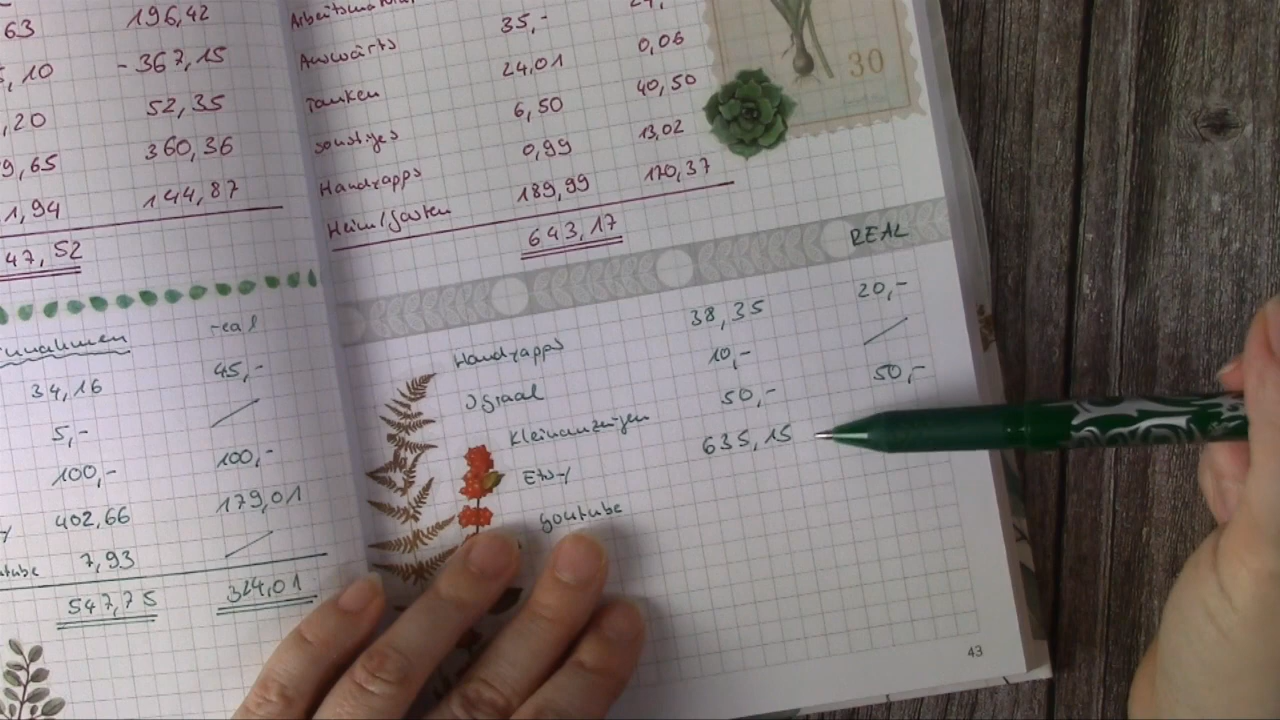 63 196,42
,10 -367,15
,20 52,35
9,65 360,36
1,94 144,87
47,52
real
34,16 45,-
5,-
100,- 100,-
402,66 179,01
7,93
547,75 324,01
35,-
Auswärts 24,01 0,06
Tanken 6,50 40,50
sonstiges 0,99 13,02
Handyapps 189,99 170,37
Heim/Garten
643,17
30
REAL
Handyapps 38,35 20,-
10,-
Kleinanzeigen 50,- 50,-
Etsy 635,15
Youtube
43